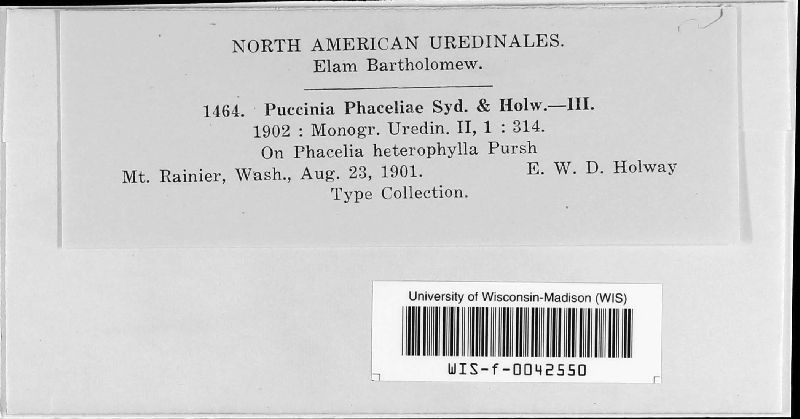 NORTH AMERICAN UREDINALES.
Elam Bartholomew.
1464. Puccinia Phaceliae Syd. & Holw.—III.
1902 : Monogr. Uredin. II, 1 : 314.
On Phacelia heterophylla Pursh
Mt. Rainier, Wash., Aug. 23, 1901. E. W. D. Holway
Type Collection.
University of Wisconsin-Madison (WIS)
WIS-f-0042550